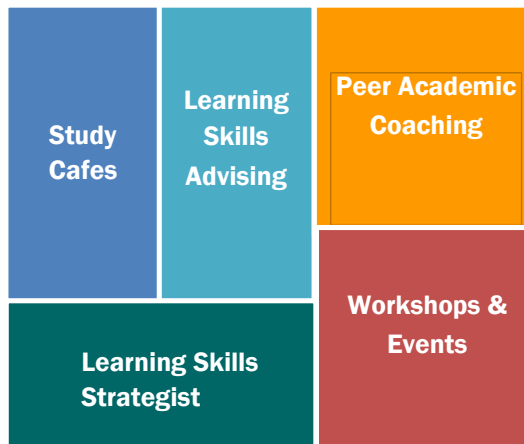 Study
Cafes
Learning
Skills
Advising
Peer Academic
Coaching
Workshops &
Events
Learning Skills
Strategist